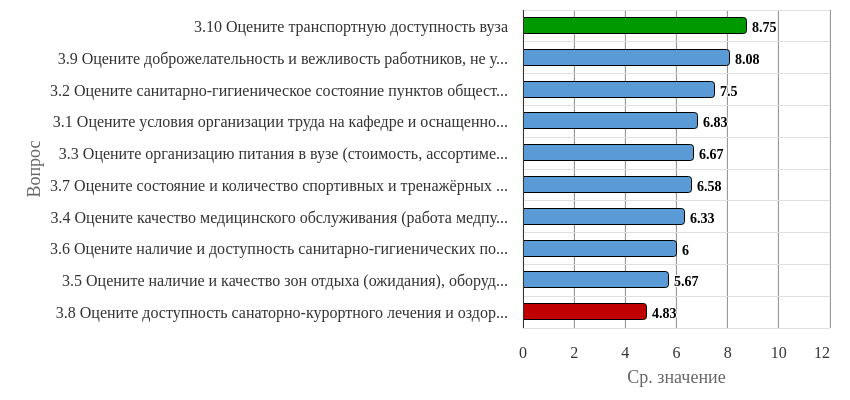 3.10 Оцените транспортную доступность вуза 8.75
3.9 Оцените доброжелательность и вежливость работников, не у... 8.08
3.2 Оцените санитарно-гигиеническое состояние пунктов общест... 7.5
3.1 Оцените условия организации труда на кафедре и оснащенно... 6.83
3.3 Оцените организацию питания в вузе (стоимость, ассортиме... 6.67
3.7 Оцените состояние и количество спортивных и тренажёрных ... 6.58
3.4 Оцените качество медицинского обслуживания (работа медпу... 6.33
3.6 Оцените наличие и доступность санитарно-гигиенических по... 6
3.5 Оцените наличие и качество зон отдыха (ожидания), оборуд... 5.67
3.8 Оцените доступность санаторно-курортного лечения и оздор... 4.83
Вопрос
0 2 4 6 8 10 12
Ср. значение